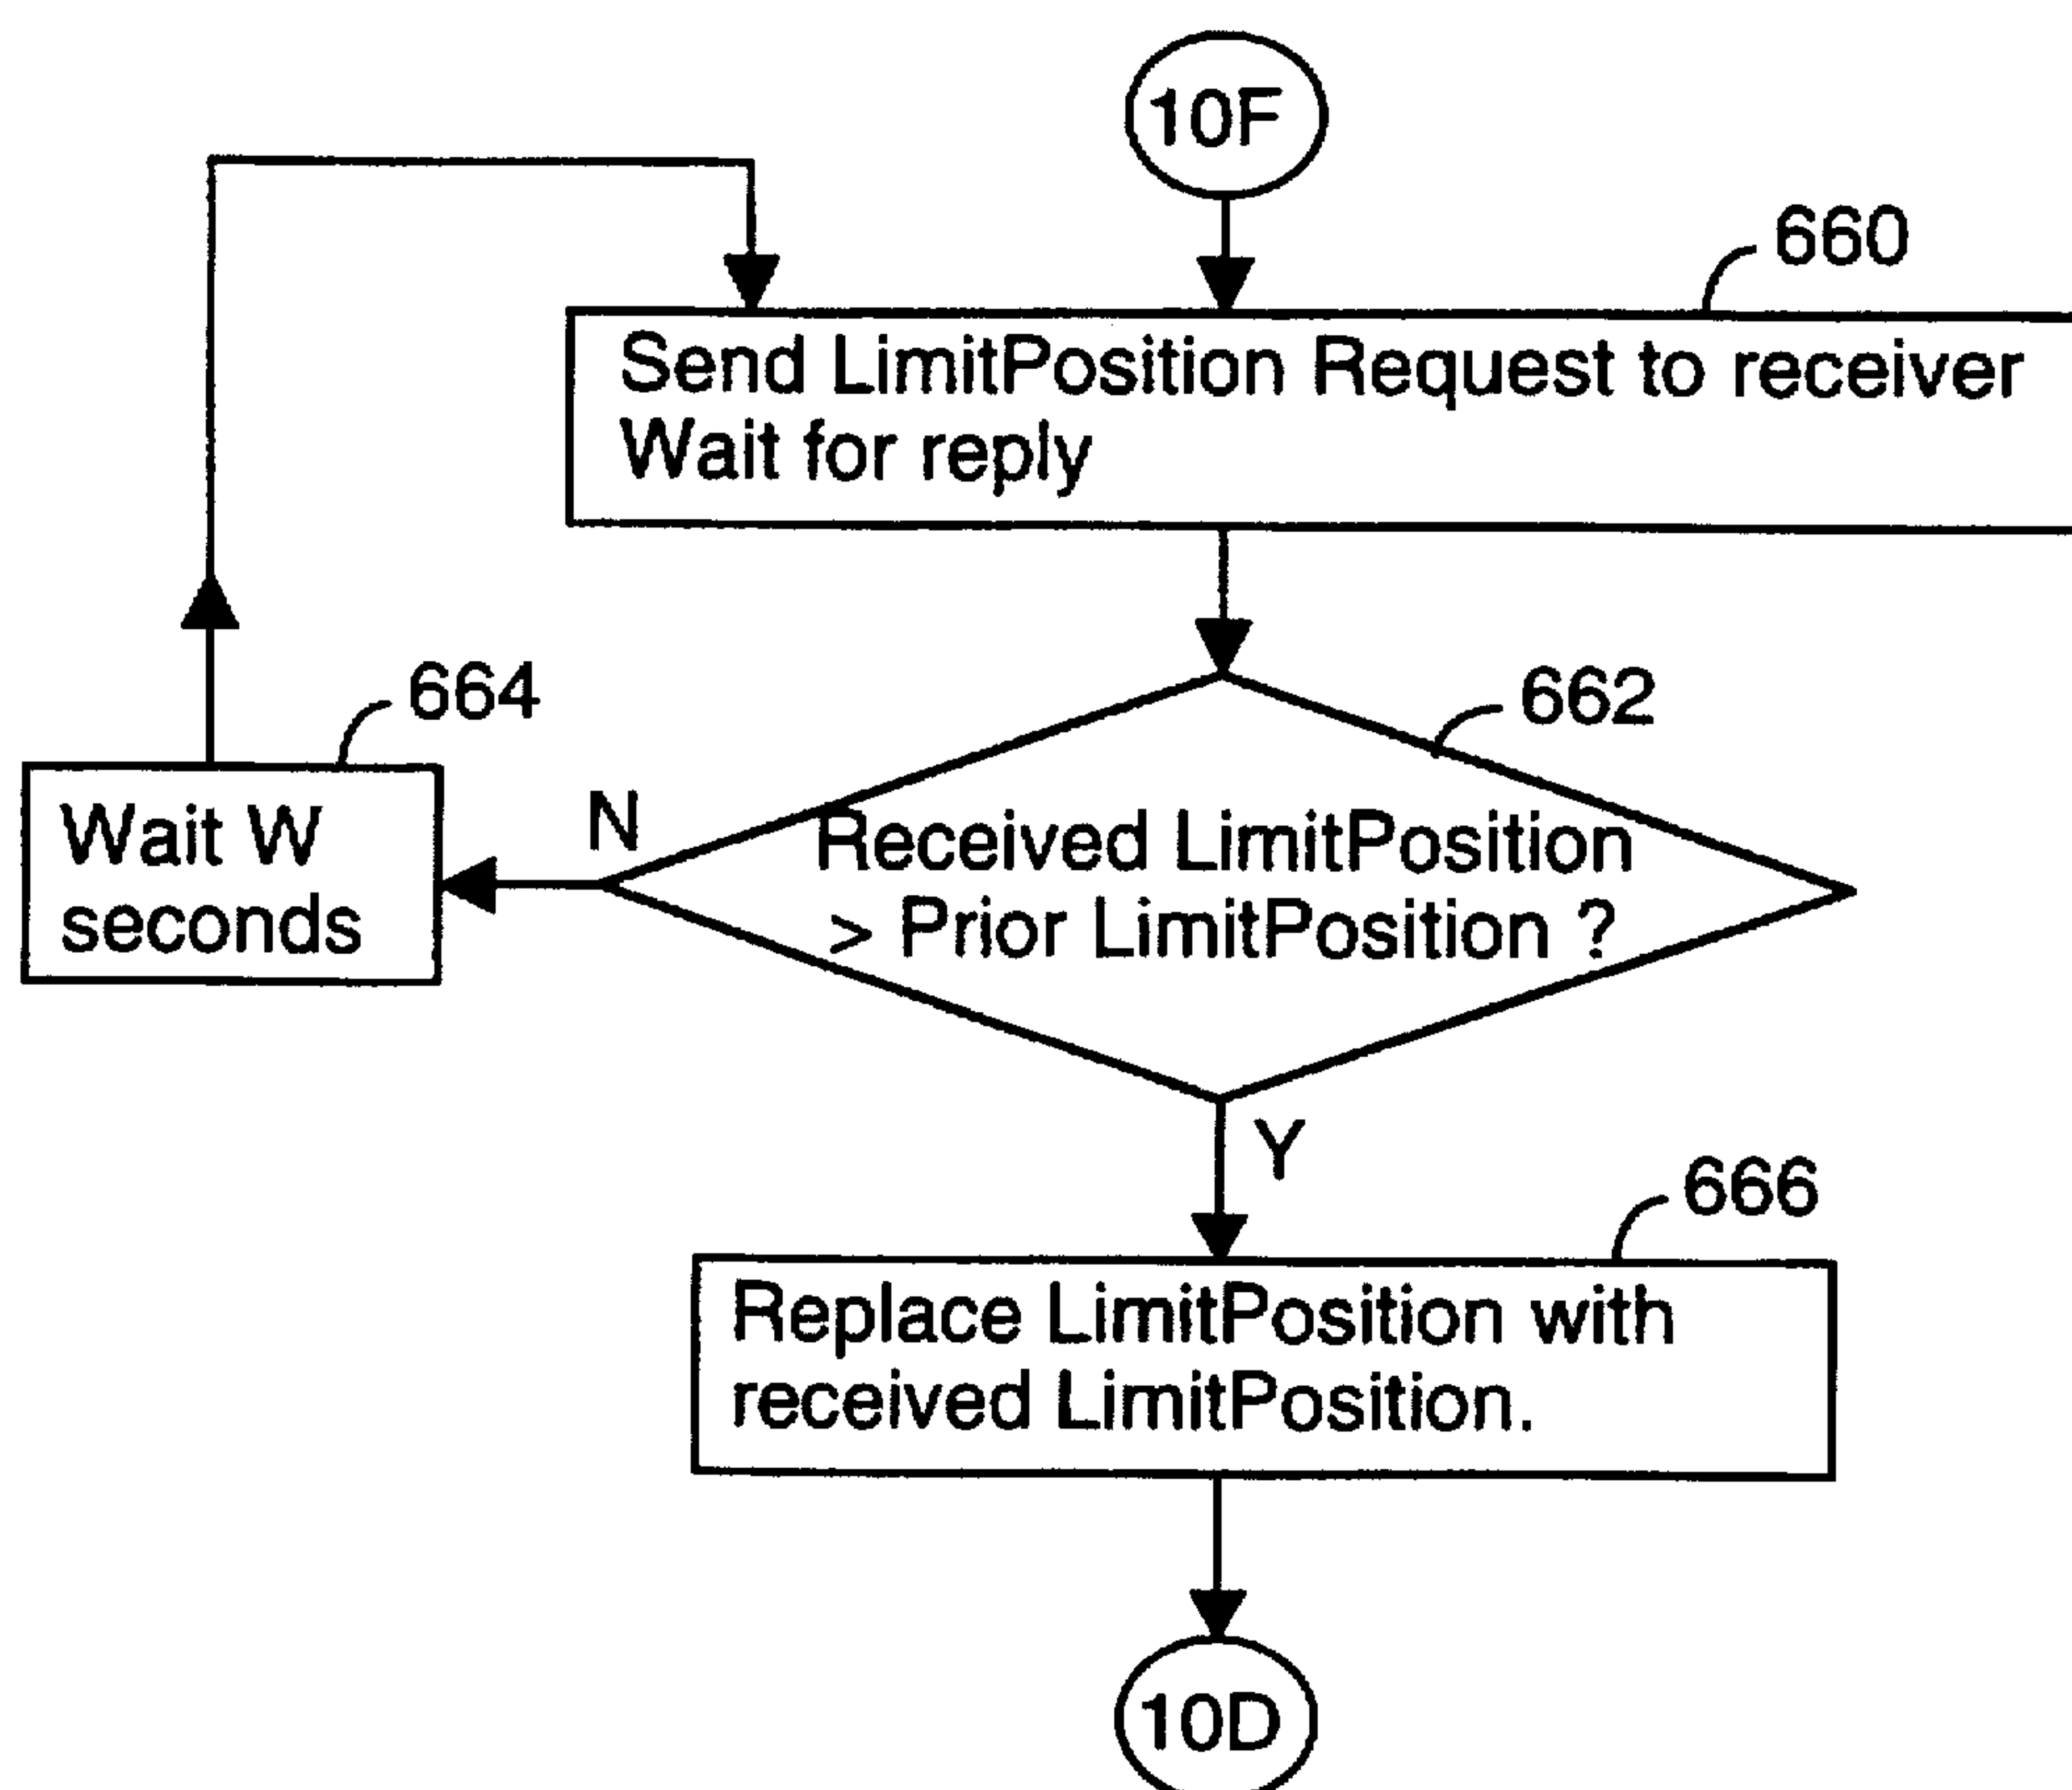 10F
660
Send LimitPosition Request to receiver
Wait for reply
664
662
Wait W
seconds
N
Received LimitPosition
> Prior LimitPosition ?
Y
666
Replace LimitPosition with
received LimitPosition.
10D